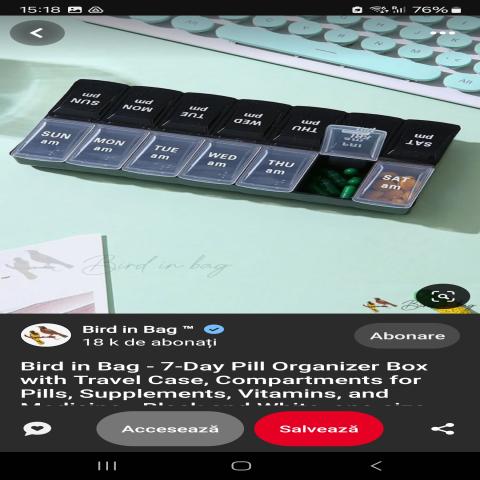 15:18
76%
SUN pm
MON pm
TUE pm
WED pm
THU pm
SAT pm
SUN am
MON am
TUE am
WED am
THU am
SAT am
Alt
Bird in bag
Bird in Bag ™
18 k de abonați
Abonare
Bird in Bag - 7-Day Pill Organizer Box
with Travel Case, Compartments for
Pills, Supplements, Vitamins, and
Accesează
Salvează